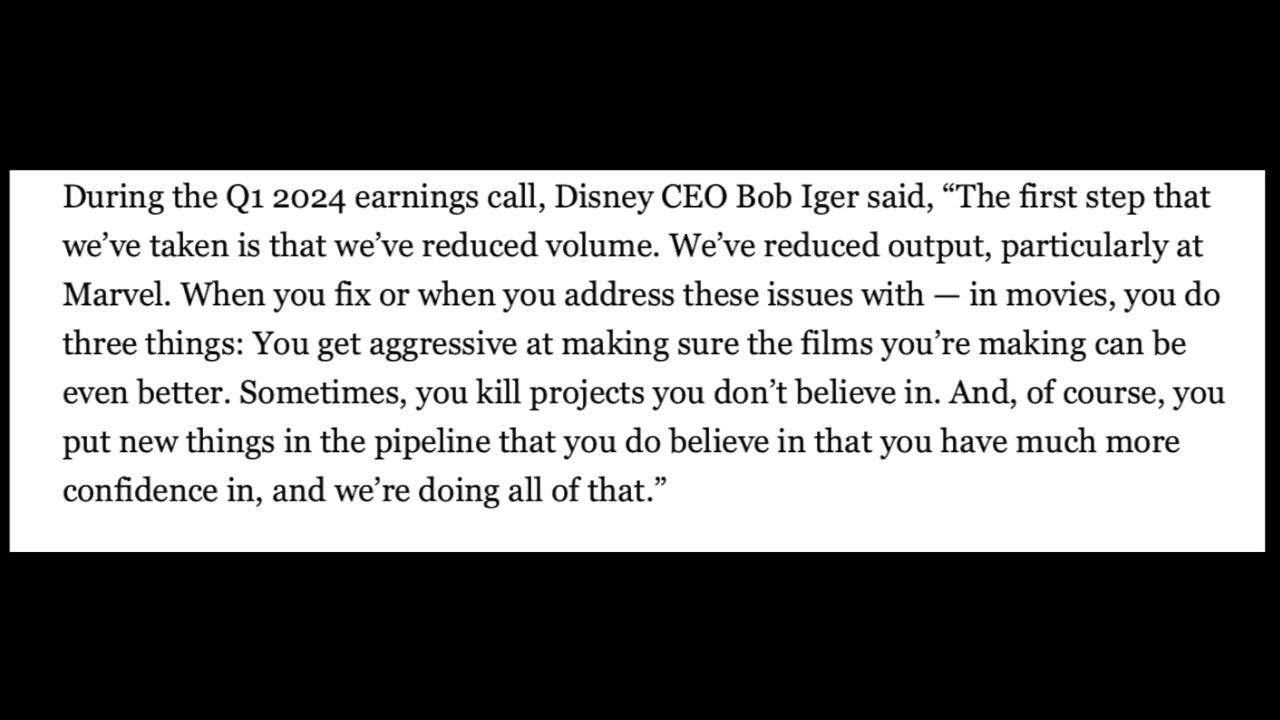 During the Q1 2024 earnings call, Disney CEO Bob Iger said, “The first step that
we’ve taken is that we’ve reduced volume. We’ve reduced output, particularly at
Marvel. When you fix or when you address these issues with — in movies, you do
three things: You get aggressive at making sure the films you’re making can be
even better. Sometimes, you kill projects you don’t believe in. And, of course, you
put new things in the pipeline that you do believe in that you have much more
confidence in, and we’re doing all of that.”